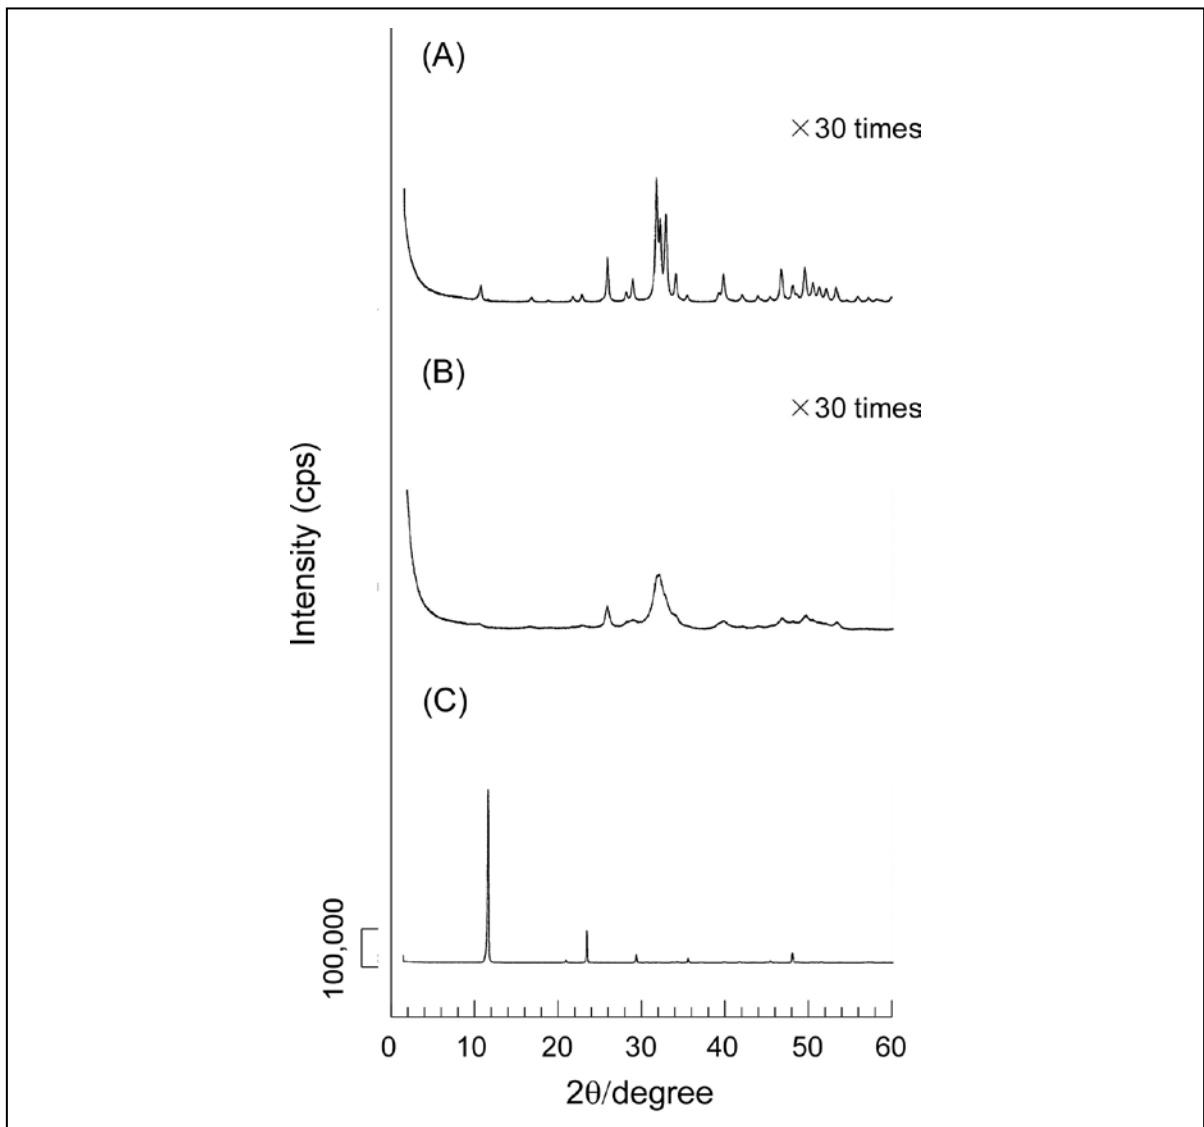 (A)
× 30 times
(B)
× 30 times
Intensity (cps)
(C)
100,000
0 10 20 30 40 50 60
2θ/degree